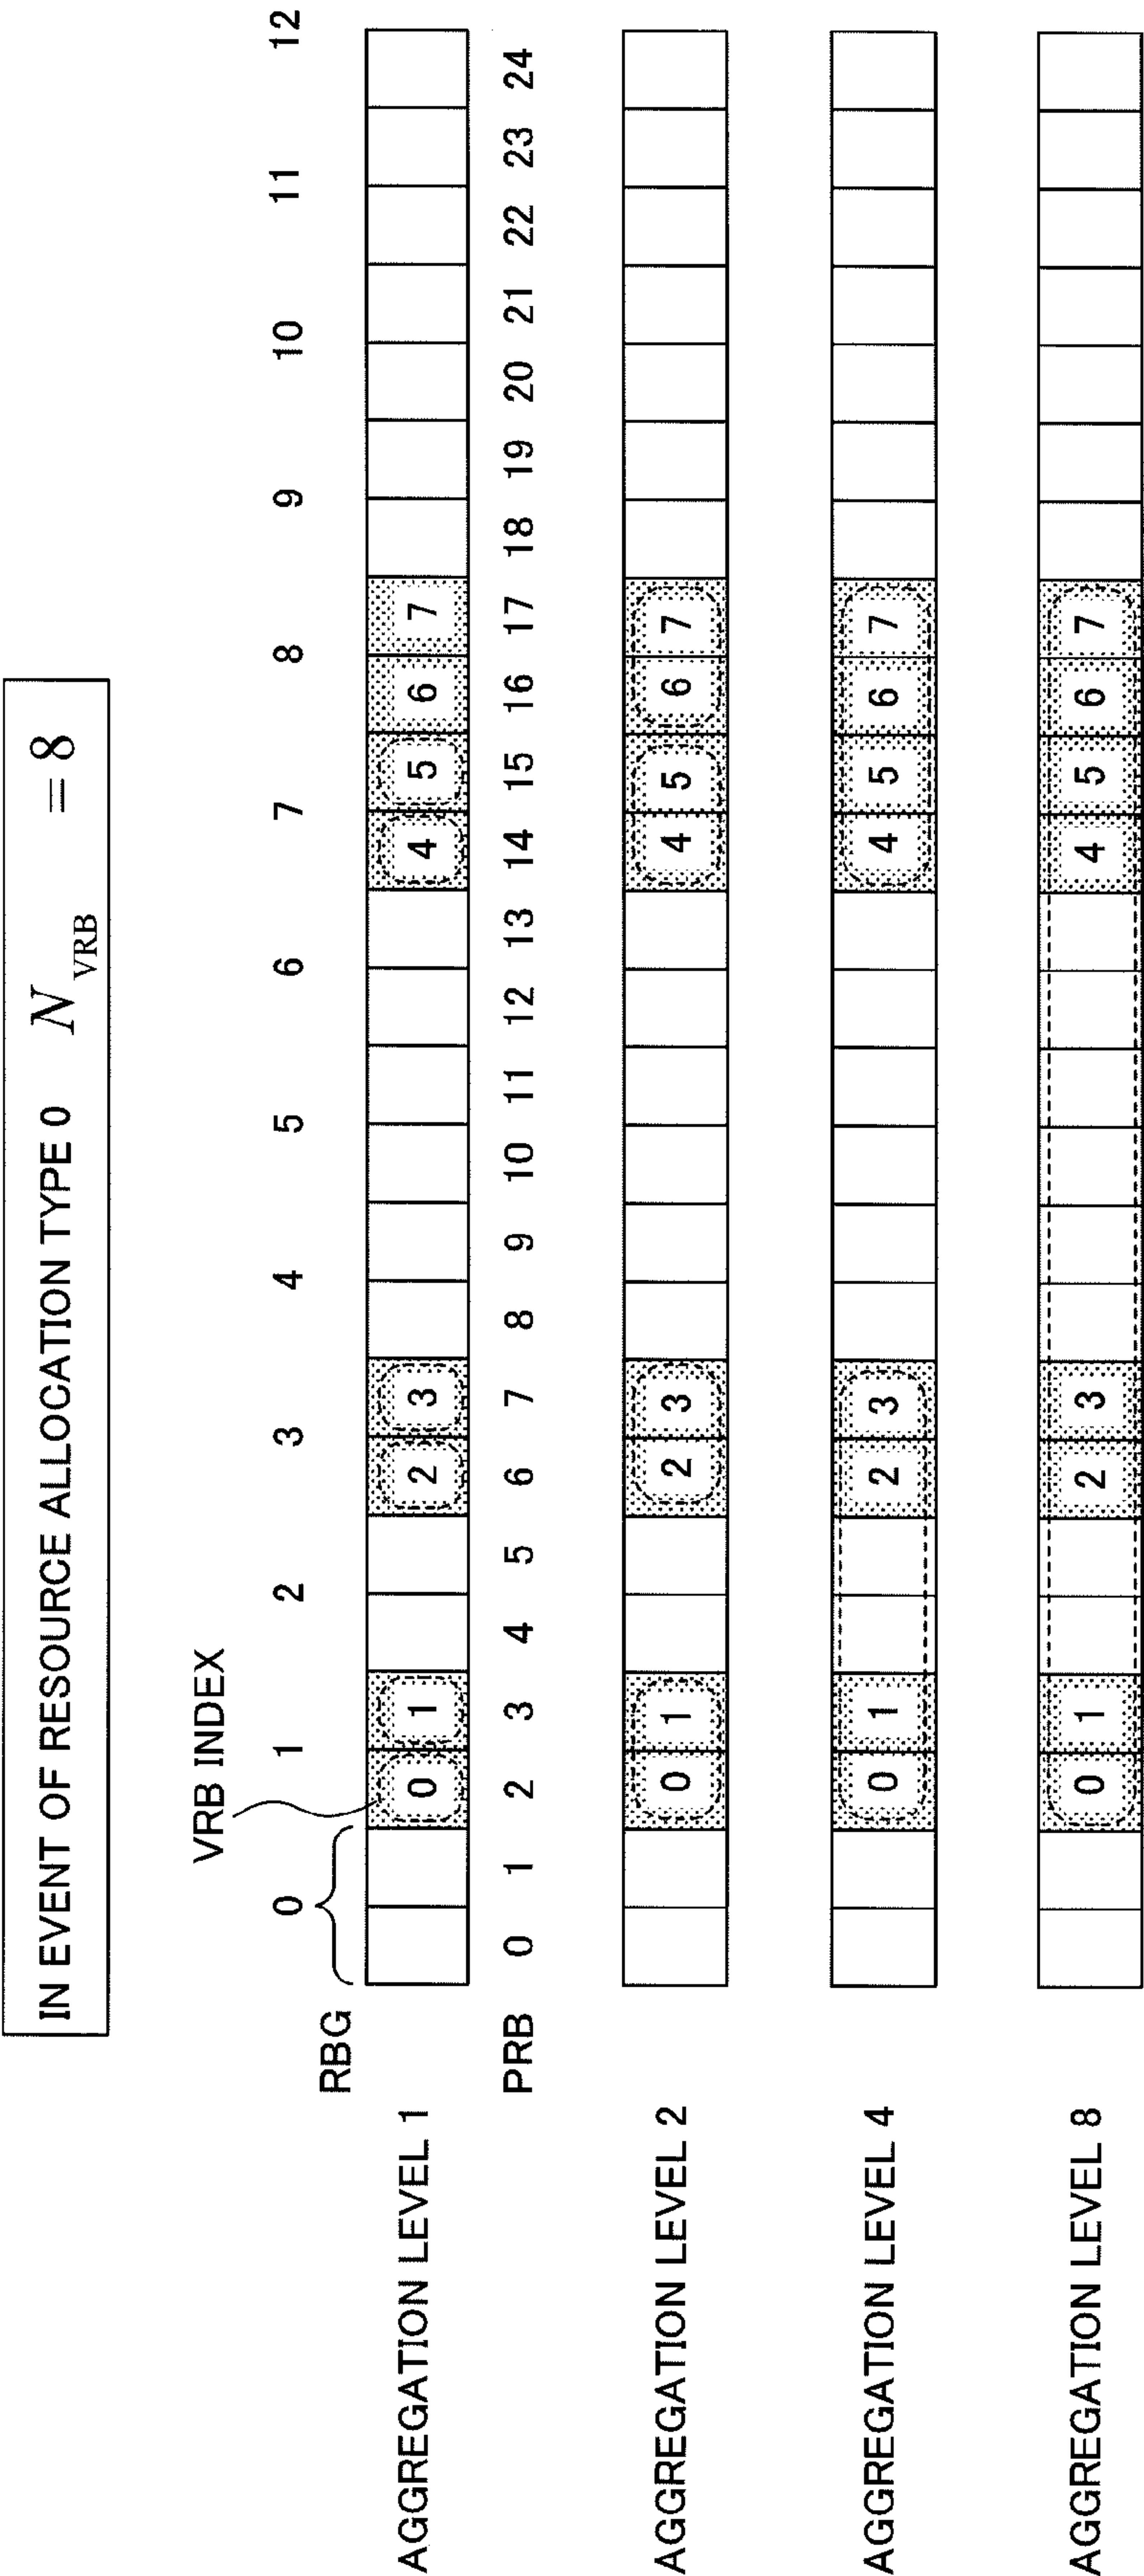 IN EVENT OF RESOURCE ALLOCATION TYPE 0 N VRB = 8
VRB INDEX
RBG 0 1 2 3 4 5 6 7 8 9 10 11 12
AGGREGATION LEVEL 1 0 1 2 3 4 5 6 7
PRB 0 1 2 3 4 5 6 7 8 9 10 11 12 13 14 15 16 17 18 19 20 21 22 23 24
AGGREGATION LEVEL 2 0 1 2 3 4 5 6 7
AGGREGATION LEVEL 4 0 1 2 3 4 5 6 7
AGGREGATION LEVEL 8 0 1 2 3 4 5 6 7